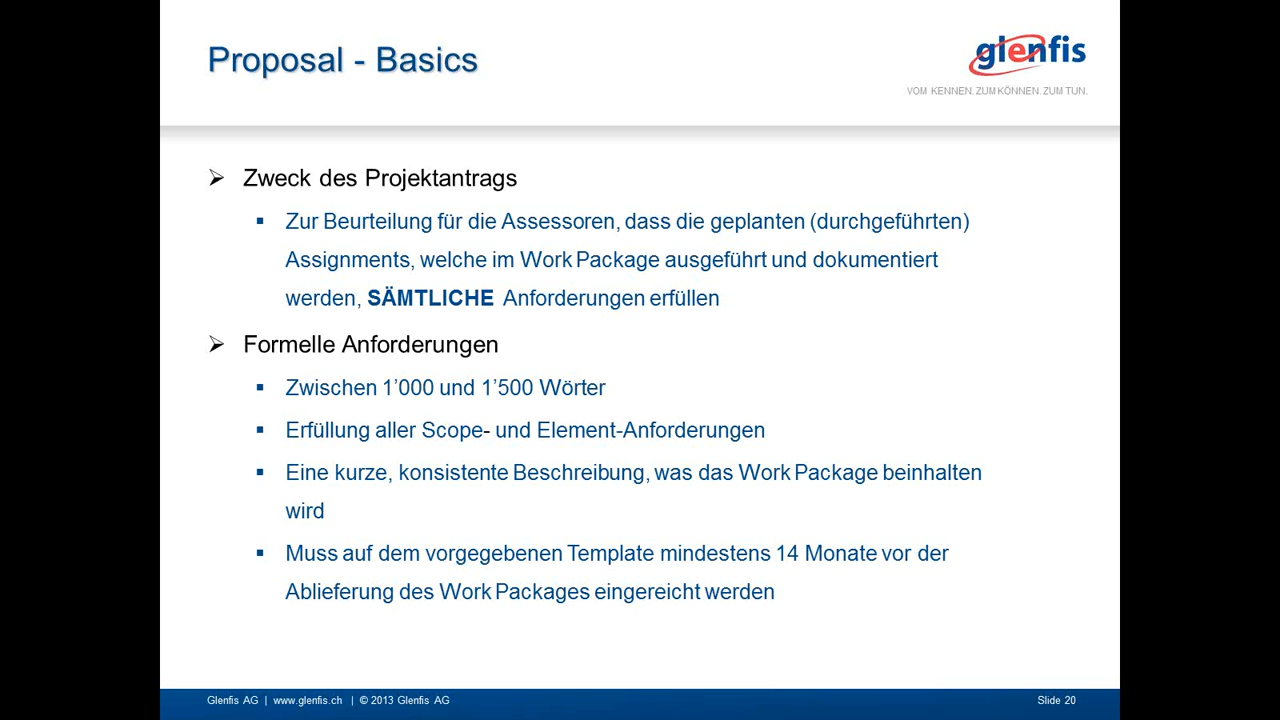 Proposal - Basics
glenfis
VOM KENNEN. ZUM KÖNNEN. ZUM TUN.
Zweck des Projektantrags
Zur Beurteilung für die Assessoren, dass die geplanten (durchgeführten)
Assignments, welche im Work Package ausgeführt und dokumentiert
werden, SÄMTLICHE Anforderungen erfüllen
Formelle Anforderungen
Zwischen 1’000 und 1’500 Wörter
Erfüllung aller Scope- und Element-Anforderungen
Eine kurze, konsistente Beschreibung, was das Work Package beinhalten
wird
Muss auf dem vorgegebenen Template mindestens 14 Monate vor der
Ablieferung des Work Packages eingereicht werden
Glenfis AG | www.glenfis.ch | © 2013 Glenfis AG
Slide 20